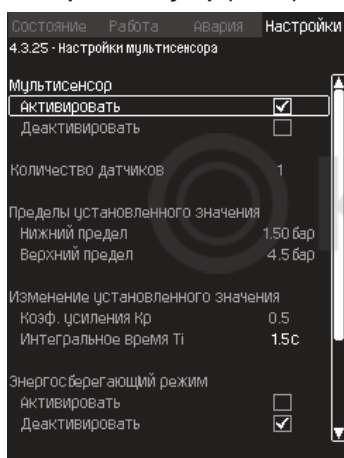 Состояние Работа Авария Настройки
4.3.25 - Настройки мультисенсора
Мультисенсор
Активировать
Деактивировать
Количество датчиков 1
Пределы установленного значения
Нижний предел 1.50 бар
Верхний предел 4.5 бар
Изменение установленного значения
Коэф. усиления Kp 0.5
Интегральное время Ti 1.5с
Энергосберегающий режим
Активировать
Деактивировать